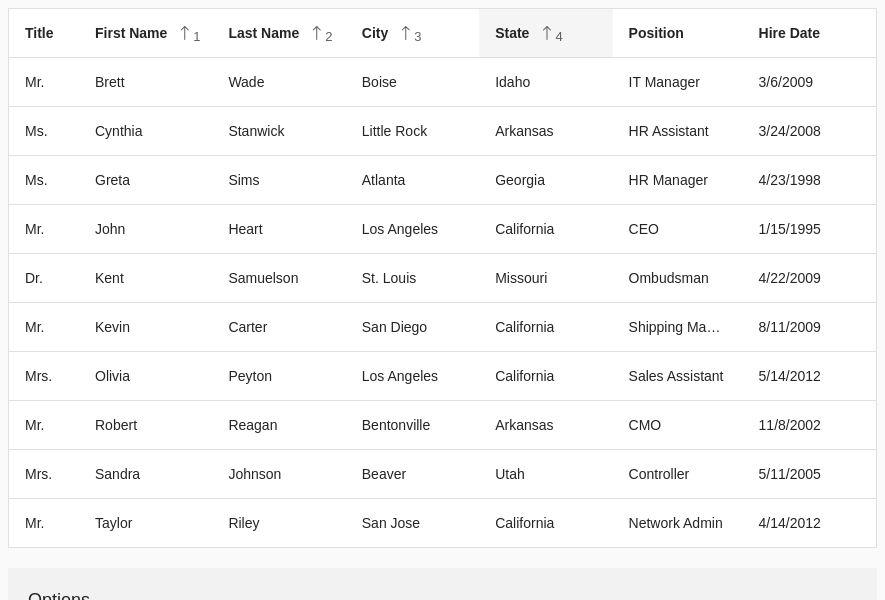 Title First Name 1 Last Name 2 City 3 State 4 Position Hire Date
Mr. Brett Wade Boise Idaho IT Manager 3/6/2009
Ms. Cynthia Stanwick Little Rock Arkansas HR Assistant 3/24/2008
Ms. Greta Sims Atlanta Georgia HR Manager 4/23/1998
Mr. John Heart Los Angeles California CEO 1/15/1995
Dr. Kent Samuelson St. Louis Missouri Ombudsman 4/22/2009
Mr. Kevin Carter San Diego California Shipping Ma… 8/11/2009
Mrs. Olivia Peyton Los Angeles California Sales Assistant 5/14/2012
Mr. Robert Reagan Bentonville Arkansas CMO 11/8/2002
Mrs. Sandra Johnson Beaver Utah Controller 5/11/2005
Mr. Taylor Riley San Jose California Network Admin 4/14/2012
Options